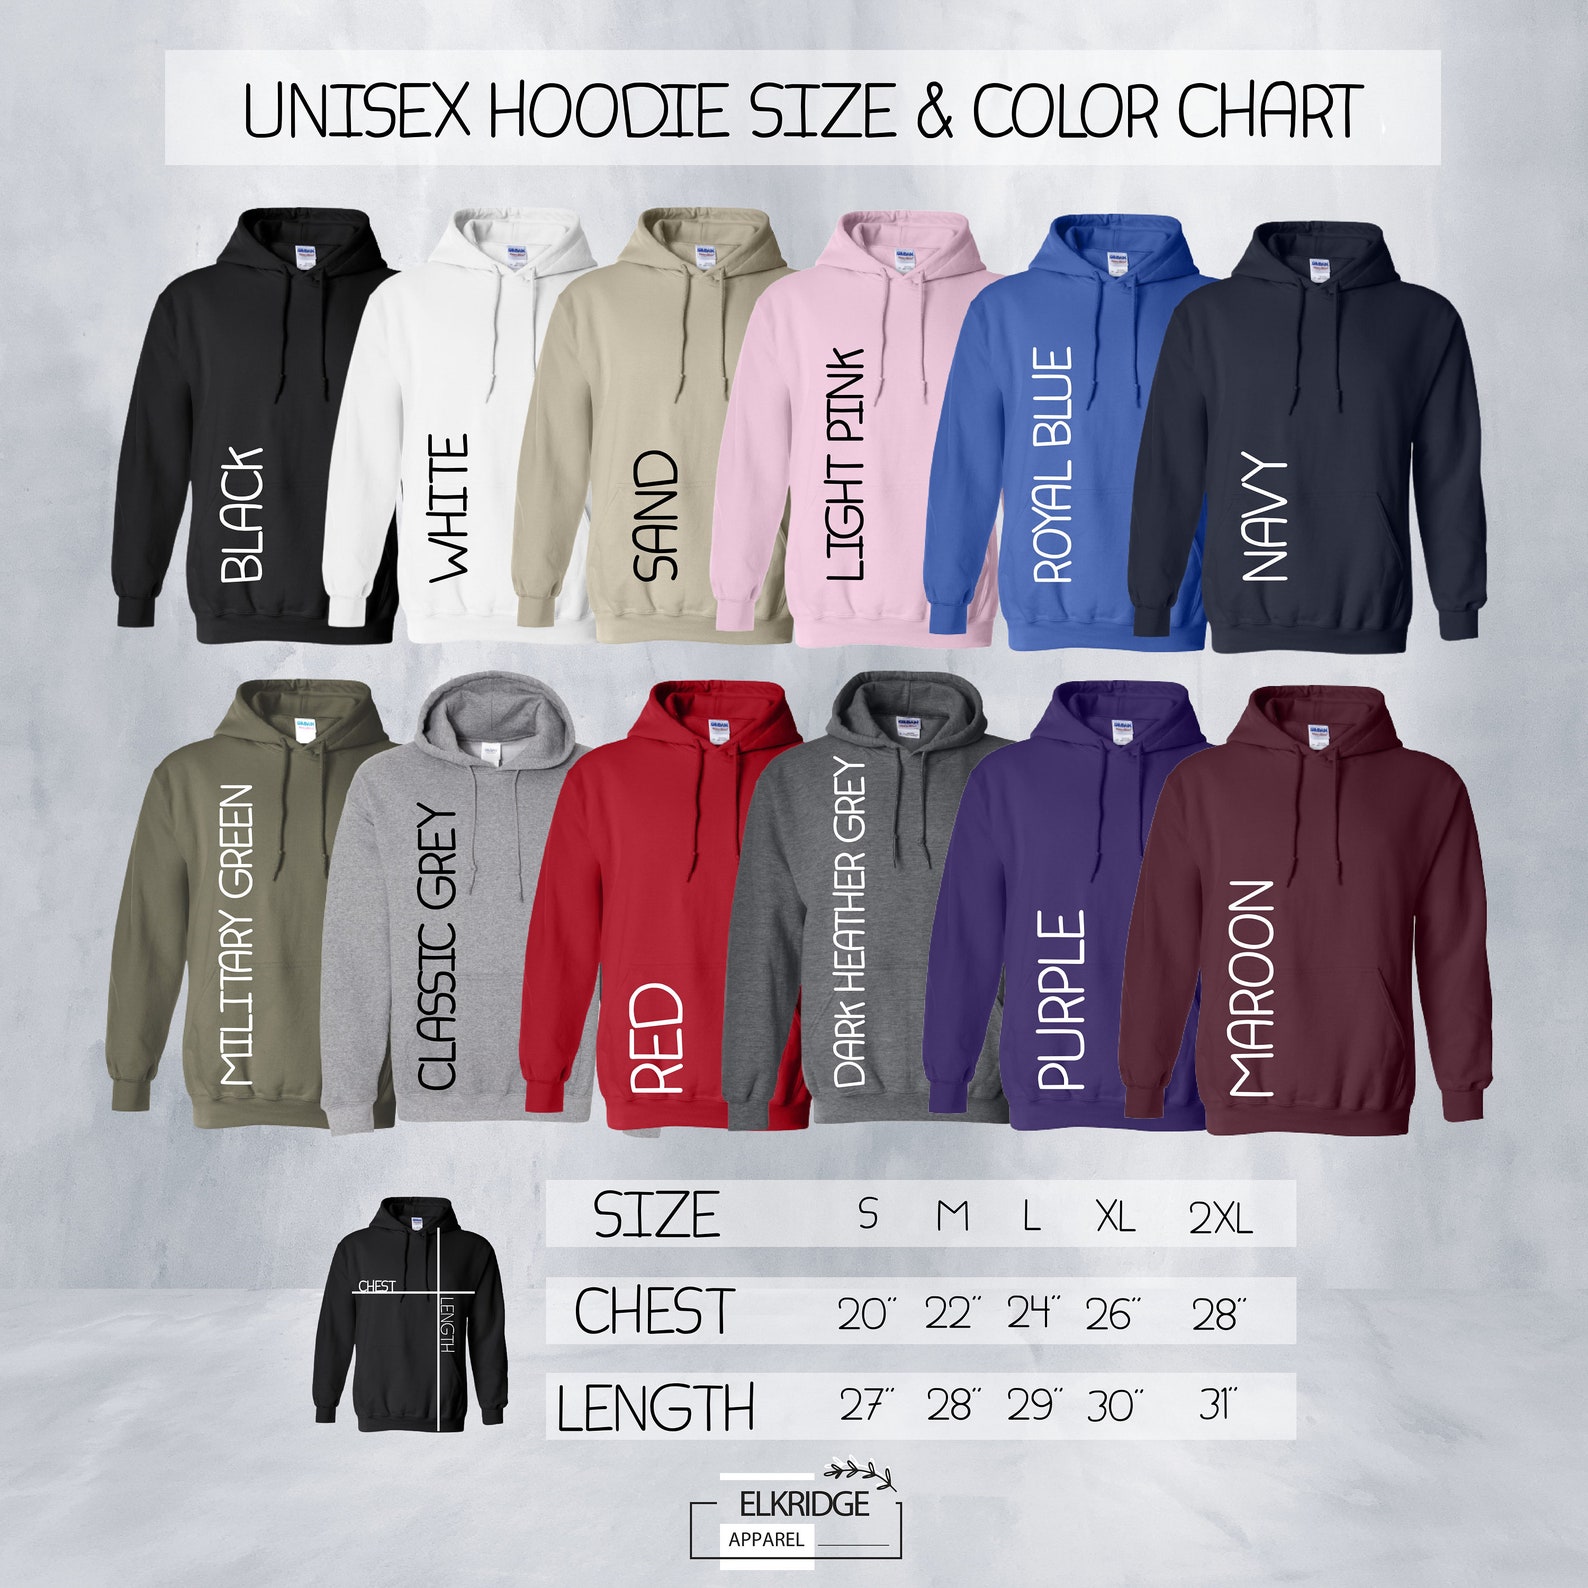 UNISEX HOODIE SIZE & COLOR CHART
BLACK
WHITE
SAND
LIGHT PINK
ROYAL BLUE
NAVY
MILITARY GREEN
CLASSIC GREY
RED
DARK HEATHER GREY
PURPLE
MAROON
CHEST
LENGTH
SIZE S M L XL 2XL
CHEST 20" 22" 24" 26" 28"
LENGTH 27" 28" 29" 30" 31"
ELKRIDGE
APPAREL